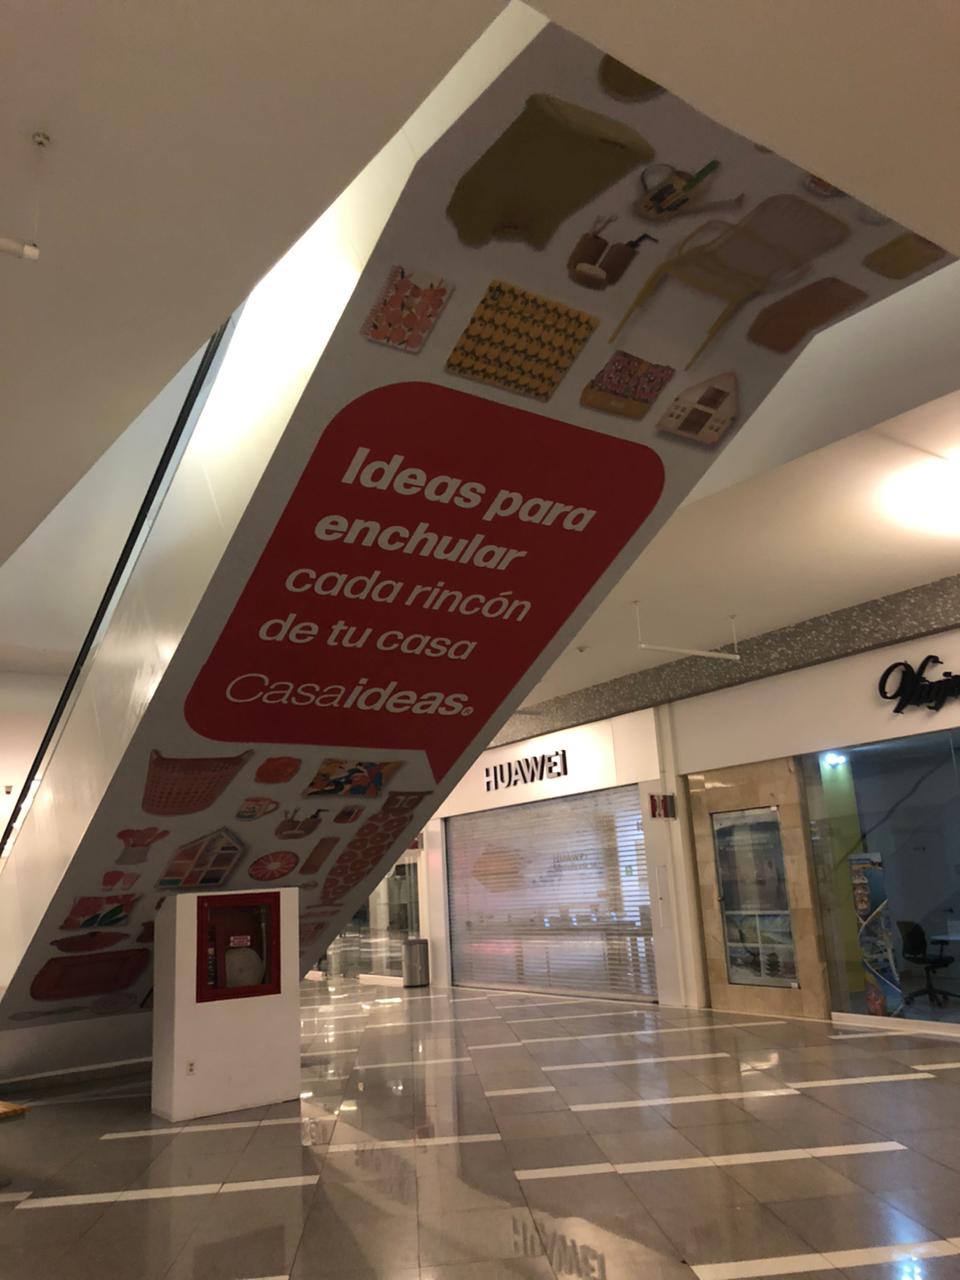 Ideas para
enchular
cada rincón
de tu casa
Casaideas
HUAWEI